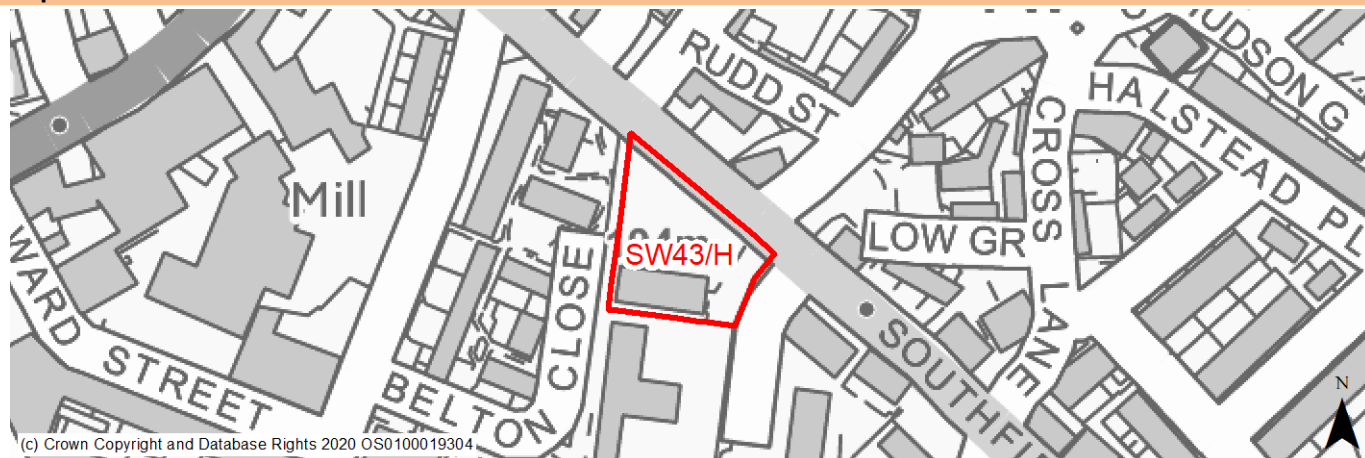 RUDD ST
HUDSON G
HALSTEAD PL
CROSS LANE
Mill
SW43/H
LOW GR
WARD STREET
BELTON CLOSE
SOUTHFI
N
(c) Crown Copyright and Database Rights 2020 OS0100019304